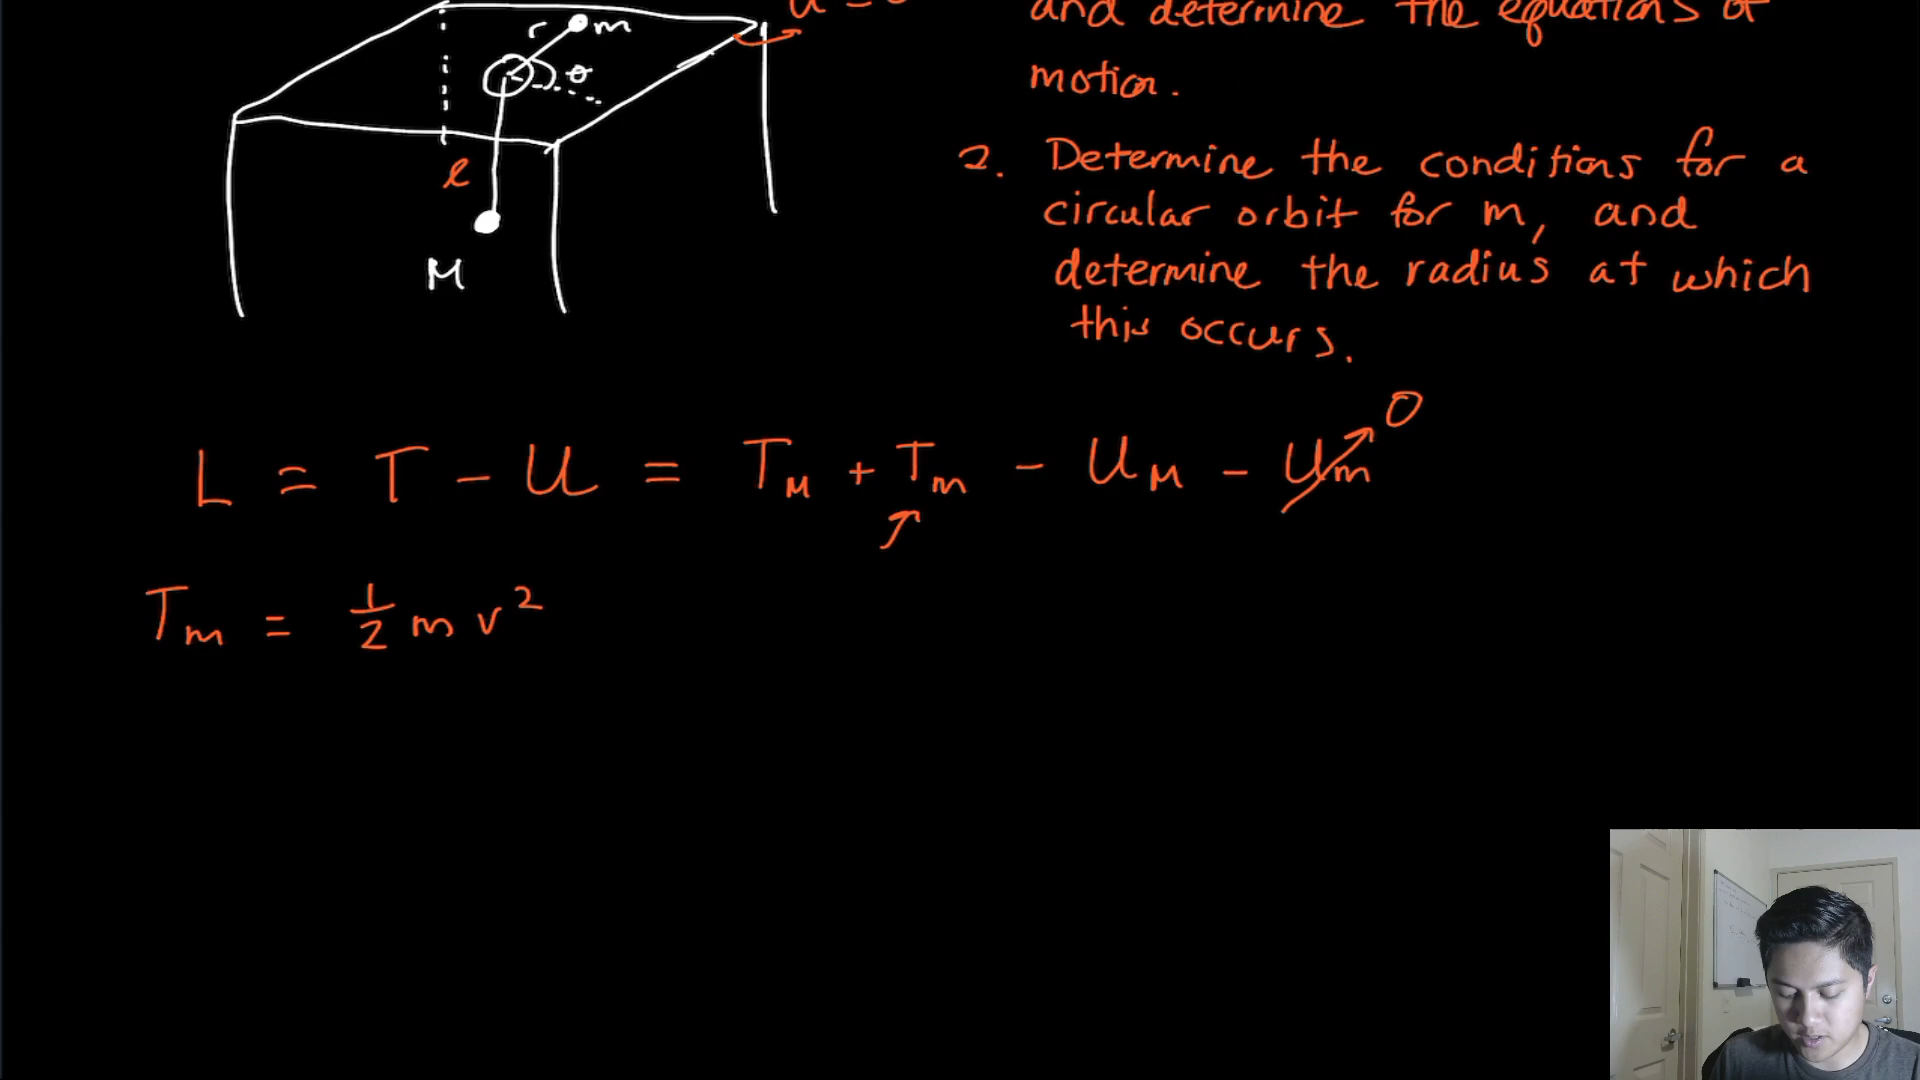 and determine the equations of
motion.
r
m
θ
ℓ
M
2. Determine the conditions for a
circular orbit for m, and
determine the radius at which
this occurs.
0
L = T - U = T_M + T_m - U_M - U_m
T_m = 1/2 m v^2